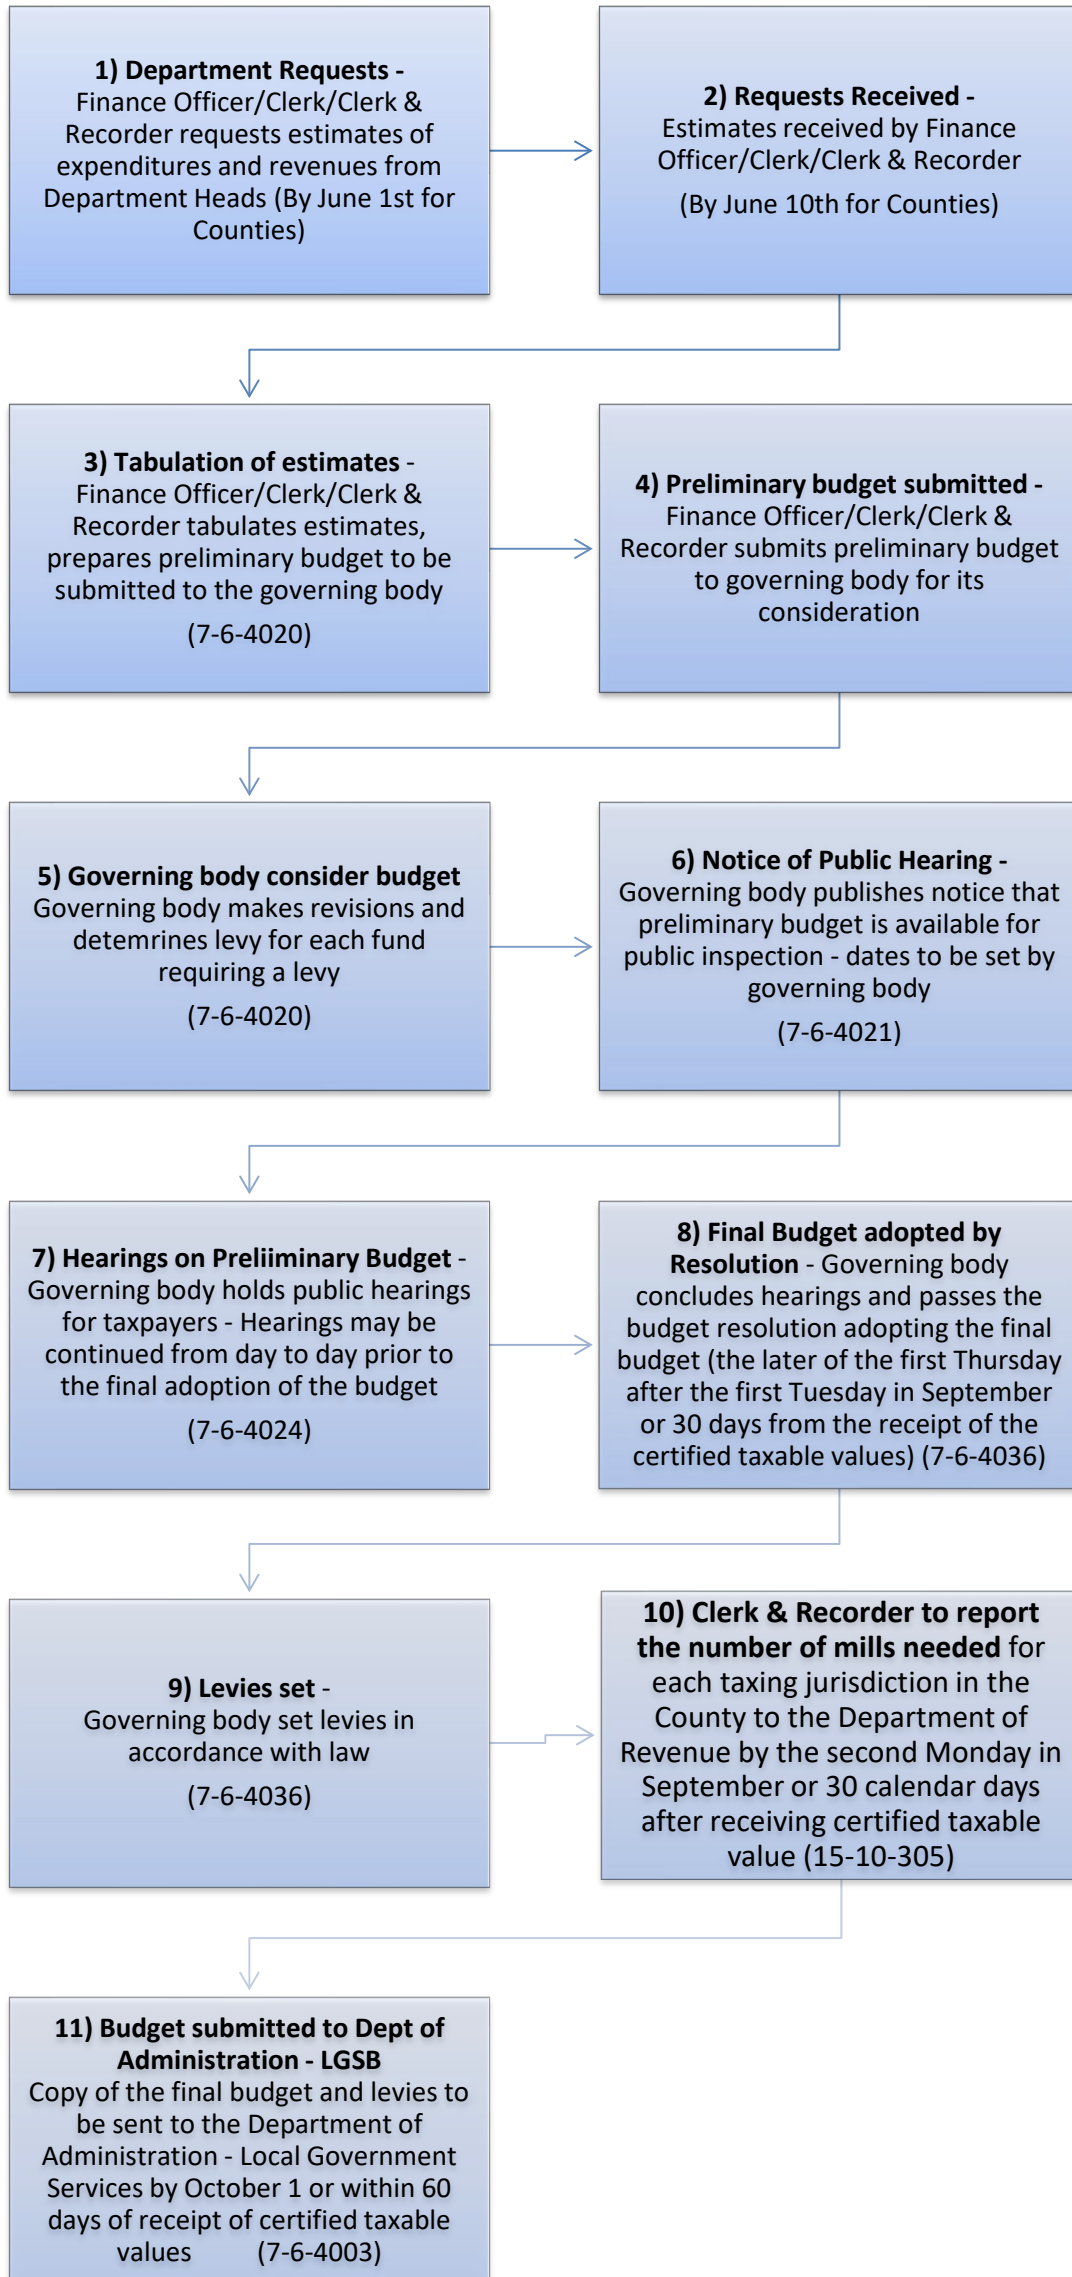 1) Department Requests -
Finance Officer/Clerk/Clerk &
Recorder requests estimates of
expenditures and revenues from
Department Heads (By June 1st for
Counties)
2) Requests Received -
Estimates received by Finance
Officer/Clerk/Clerk & Recorder
(By June 10th for Counties)
3) Tabulation of estimates -
Finance Officer/Clerk/Clerk &
Recorder tabulates estimates,
prepares preliminary budget to be
submitted to the governing body
(7-6-4020)
4) Preliminary budget submitted -
Finance Officer/Clerk/Clerk &
Recorder submits preliminary budget
to governing body for its
consideration
5) Governing body consider budget
Governing body makes revisions and
detemrines levy for each fund
requiring a levy
(7-6-4020)
6) Notice of Public Hearing -
Governing body publishes notice that
preliminary budget is available for
public inspection - dates to be set by
governing body
(7-6-4021)
7) Hearings on Preliiminary Budget -
Governing body holds public hearings
for taxpayers - Hearings may be
continued from day to day prior to
the final adoption of the budget
(7-6-4024)
8) Final Budget adopted by
Resolution - Governing body
concludes hearings and passes the
budget resolution adopting the final
budget (the later of the first Thursday
after the first Tuesday in September
or 30 days from the receipt of the
certified taxable values) (7-6-4036)
9) Levies set -
Governing body set levies in
accordance with law
(7-6-4036)
10) Clerk & Recorder to report
the number of mills needed for
each taxing jurisdiction in the
County to the Department of
Revenue by the second Monday in
September or 30 calendar days
after receiving certified taxable
value (15-10-305)
11) Budget submitted to Dept of
Administration - LGSB
Copy of the final budget and levies to
be sent to the Department of
Administration - Local Government
Services by October 1 or within 60
days of receipt of certified taxable
values (7-6-4003)